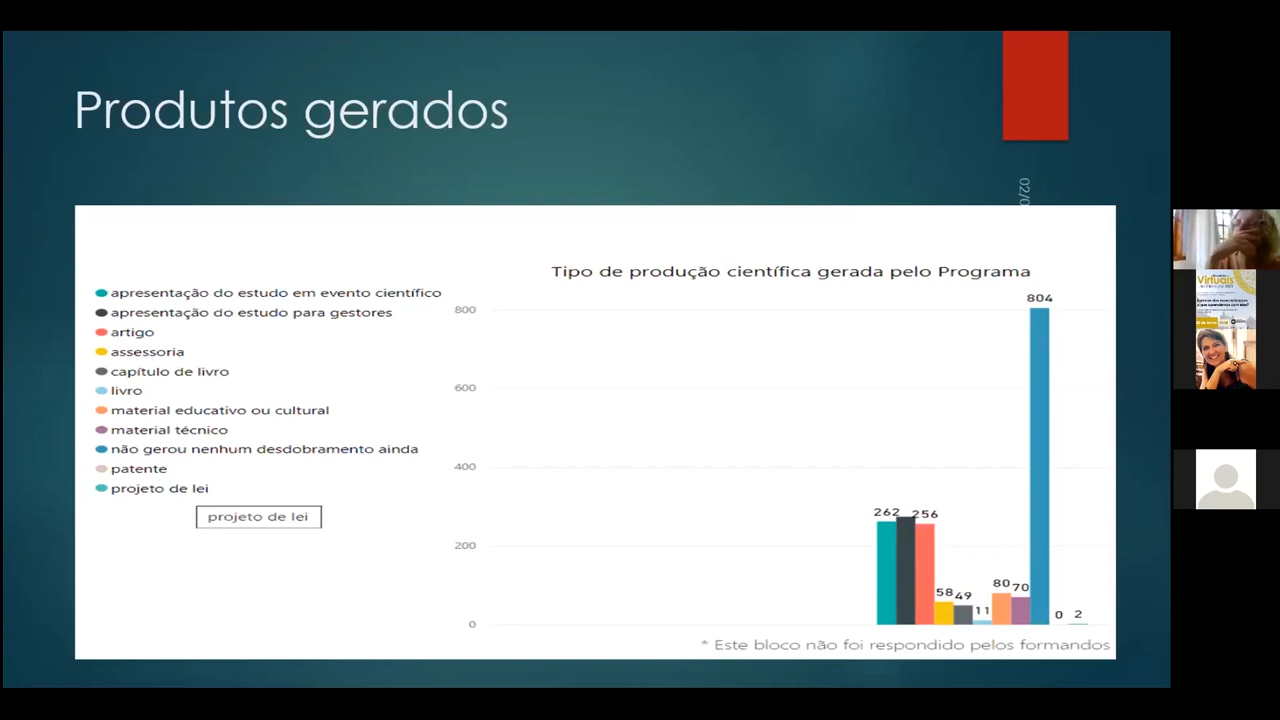 Produtos gerados
02/0
Tipo de produção científica gerada pelo Programa
apresentação do estudo em evento científico
apresentação do estudo para gestores
artigo
assessoria
capítulo de livro
livro
material educativo ou cultural
material técnico
não gerou nenhum desdobramento ainda
patente
projeto de lei
projeto de lei
800
600
400
200
0
262 256 58 49 11 80 70 804 0 2
* Este bloco não foi respondido pelos formandos
Virtuais